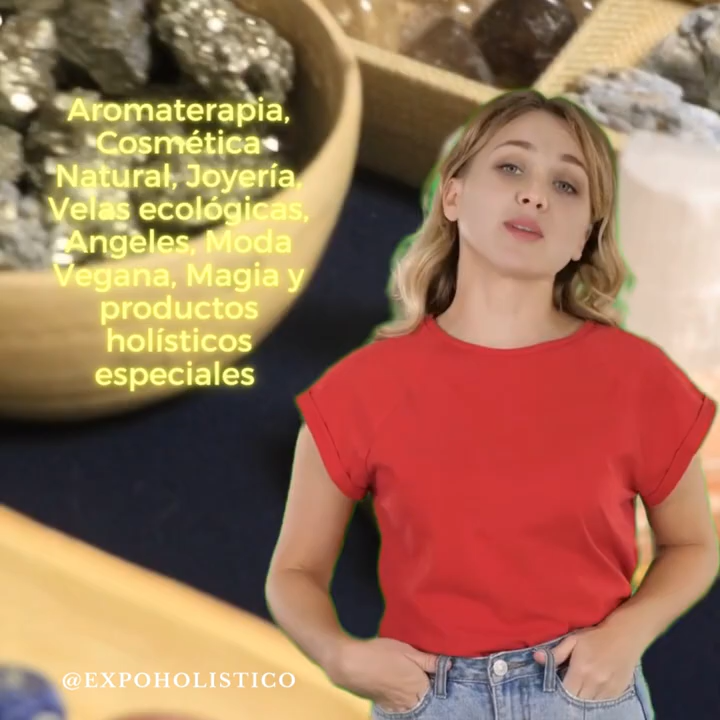 Aromaterapia,
Cosmética
Natural, Joyería,
Velas ecológicas,
Angeles, Moda
Vegana, Magia y
productos
holísticos
especiales
@EXPOHOLISTICO